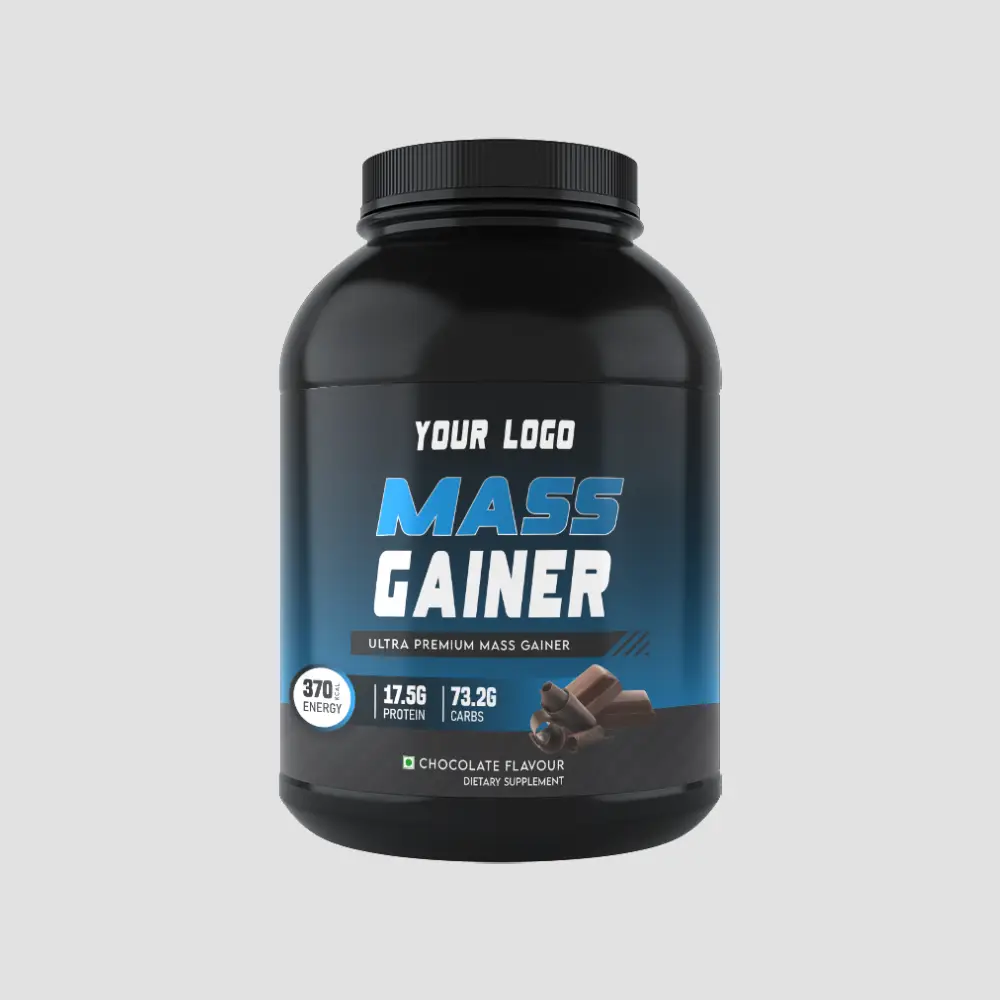 YOUR LOGO
MASS
GAINER
ULTRA PREMIUM MASS GAINER
370 KCAL
ENERGY
17.5G
PROTEIN
73.2G
CARBS
CHOCOLATE FLAVOUR
DIETARY SUPPLEMENT